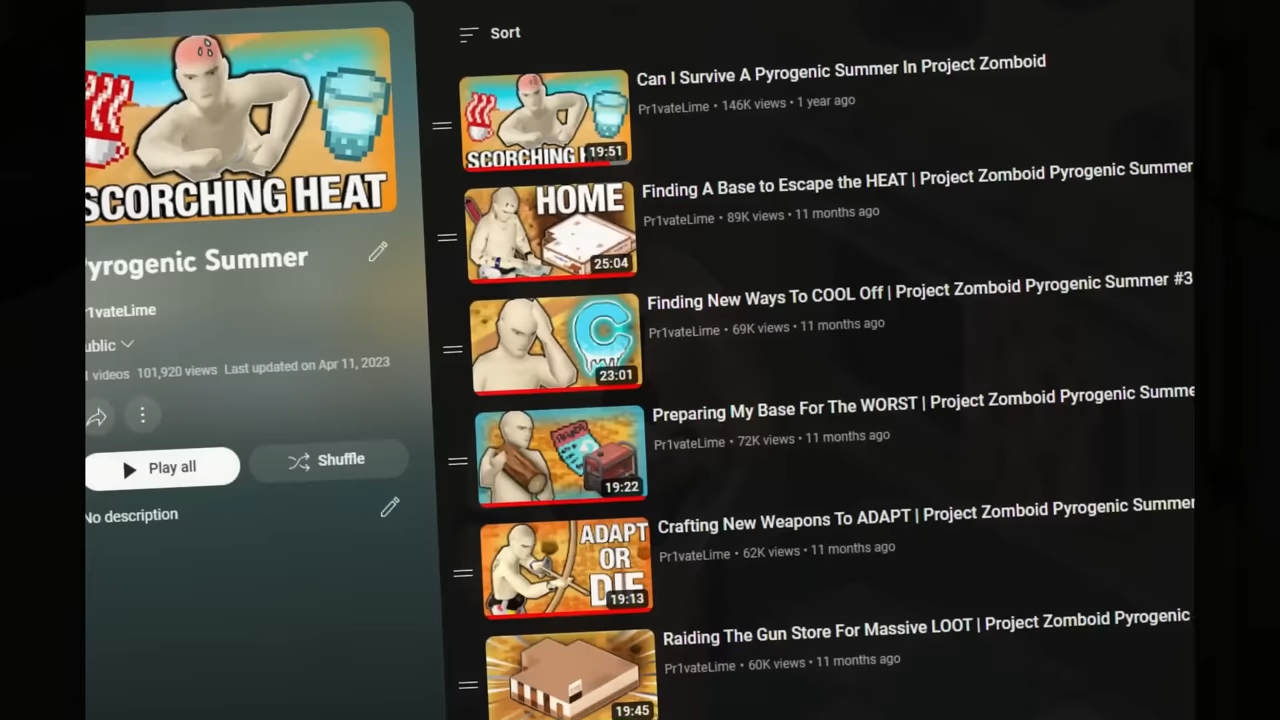 SCORCHING HEAT
yrogenic Summer
r1vateLime
ublic
videos 101,920 views Last updated on Apr 11, 2023
Play all
Shuffle
No description
Sort
SCORCHING H
19:51
Can I Survive A Pyrogenic Summer In Project Zomboid
Pr1vateLime • 146K views • 1 year ago
HOME
25:04
Finding A Base to Escape the HEAT | Project Zomboid Pyrogenic Summer
Pr1vateLime • 89K views • 11 months ago
C
23:01
Finding New Ways To COOL Off | Project Zomboid Pyrogenic Summer #3
Pr1vateLime • 69K views • 11 months ago
19:22
Preparing My Base For The WORST | Project Zomboid Pyrogenic Summe
Pr1vateLime • 72K views • 11 months ago
ADAPT
OR
DIE
19:13
Crafting New Weapons To ADAPT | Project Zomboid Pyrogenic Summer
Pr1vateLime • 62K views • 11 months ago
19:45
Raiding The Gun Store For Massive LOOT | Project Zomboid Pyrogenic
Pr1vateLime • 60K views • 11 months ago